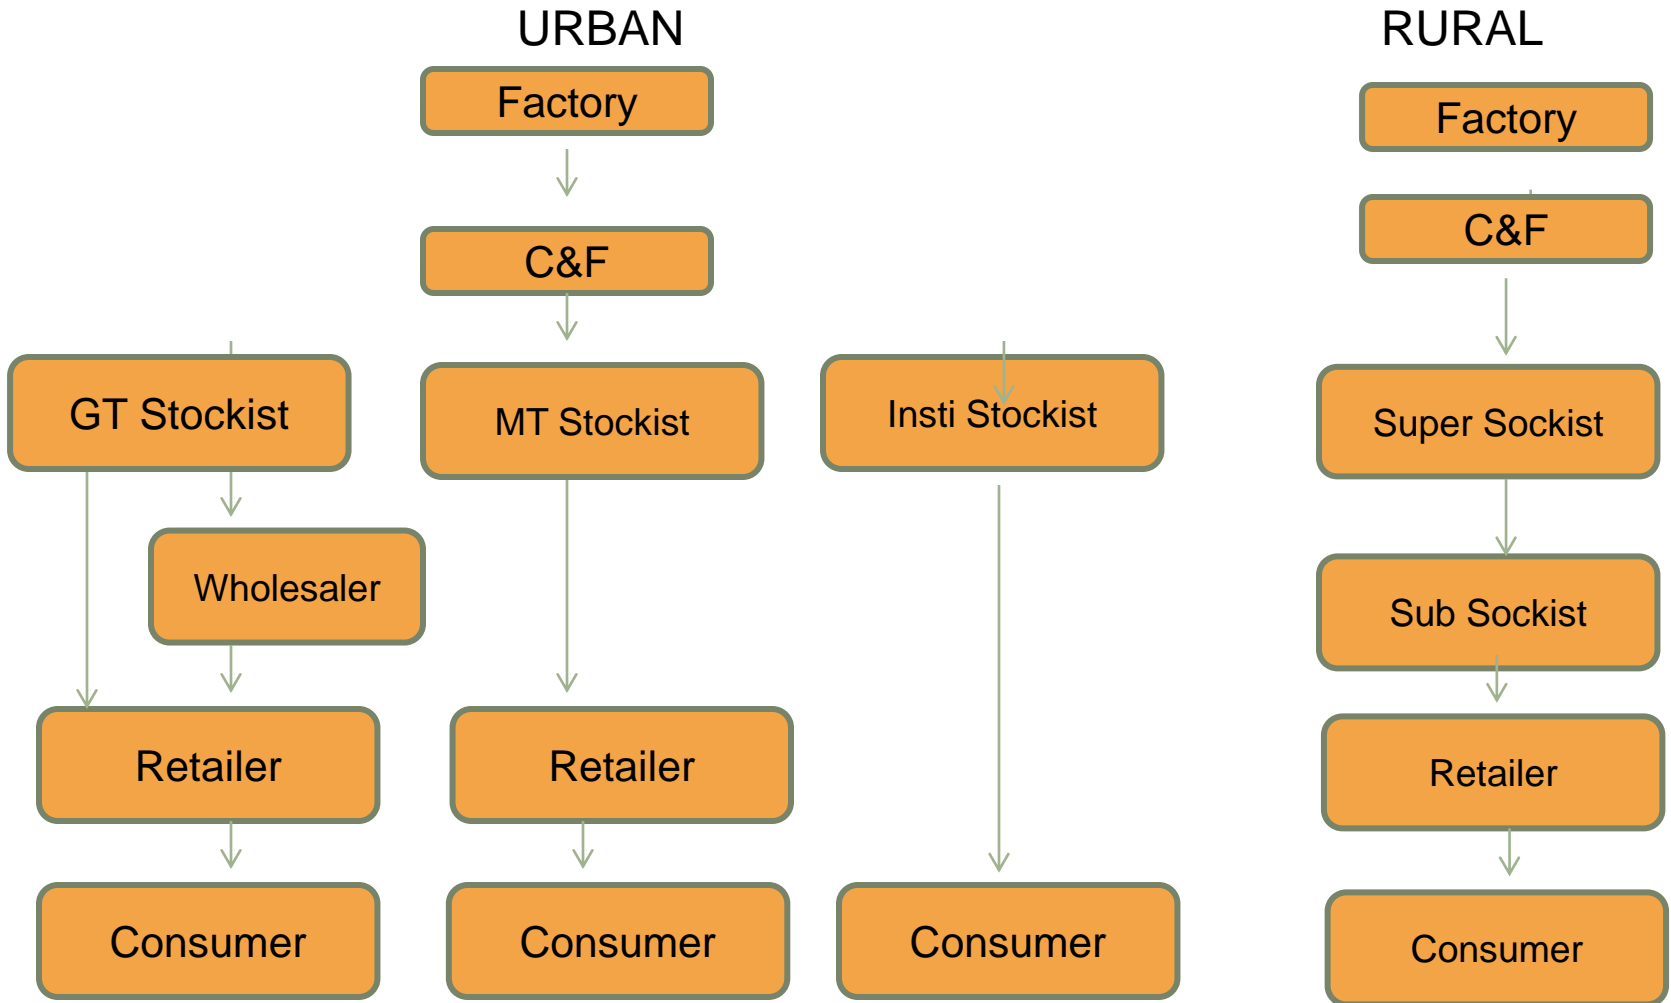 URBAN
RURAL
Factory
Factory
C&F
C&F
GT Stockist
MT Stockist
Insti Stockist
Super Sockist
Wholesaler
Sub Sockist
Retailer
Retailer
Retailer
Consumer
Consumer
Consumer
Consumer